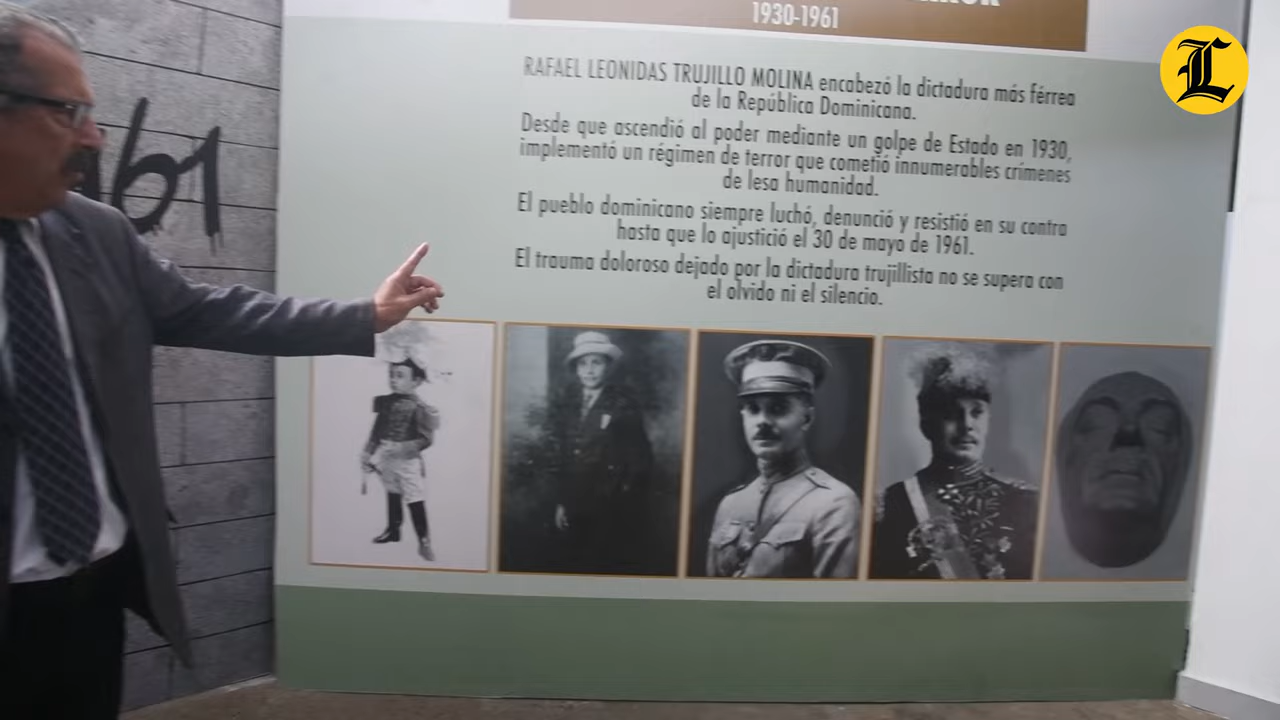 1930-1961
RAFAEL LEONIDAS TRUJILLO MOLINA encabezó la dictadura más férrea
de la República Dominicana.
Desde que ascendió al poder mediante un golpe de Estado en 1930,
implementó un régimen de terror que cometió innumerables crímenes
de lesa humanidad.
El pueblo dominicano siempre luchó, denunció y resistió en su contra
hasta que lo ajustició el 30 de mayo de 1961.
El trauma doloroso dejado por la dictadura trujillista no se supera con
el olvido ni el silencio.
L